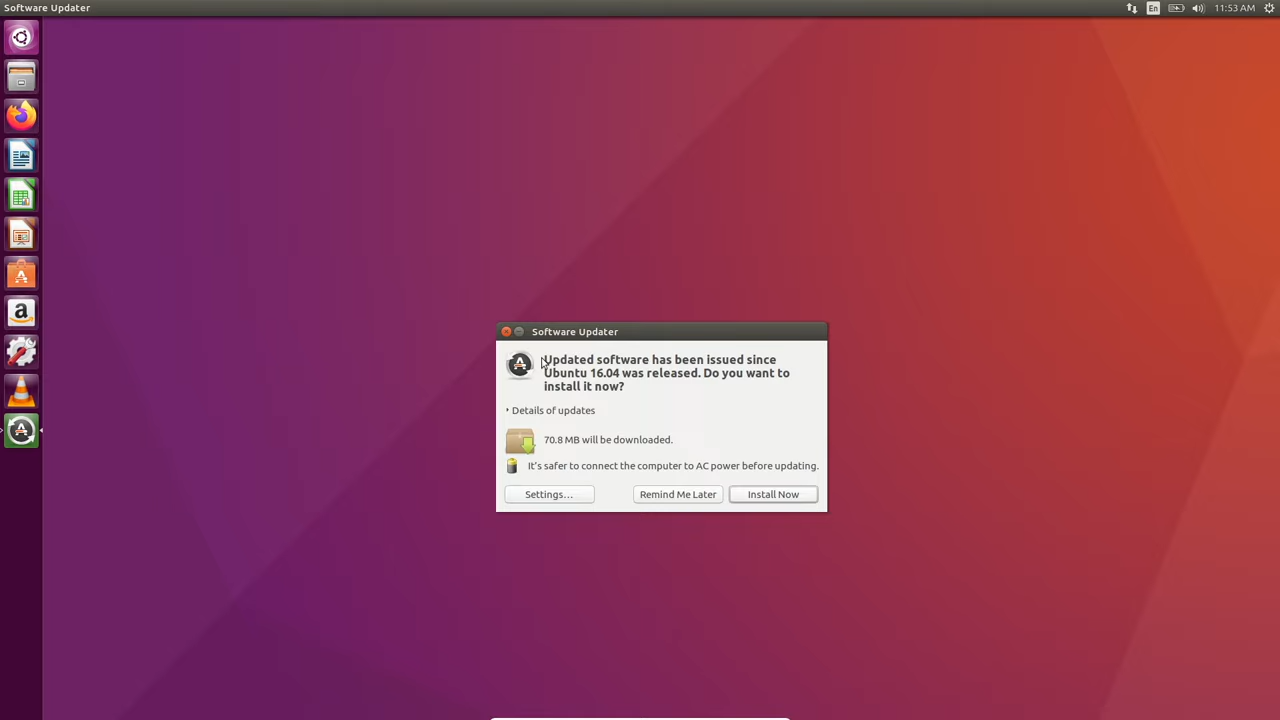 Software Updater
En
11:53 AM
Software Updater
Updated software has been issued since
Ubuntu 16.04 was released. Do you want to
install it now?
Details of updates
70.8 MB will be downloaded.
It's safer to connect the computer to AC power before updating.
Settings...
Remind Me Later
Install Now